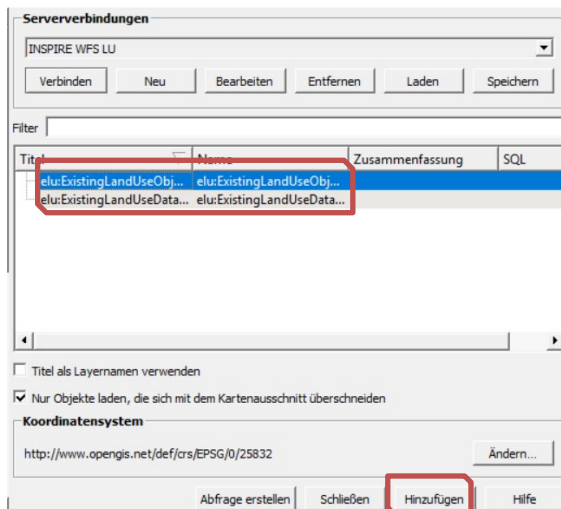 Serververbindungen
INSPIRE WFS LU
Verbinden Neu Bearbeiten Entfernen Laden Speichern
Filter
Titel Name Zusammenfassung SQL
elu:ExistingLandUseObj... elu:ExistingLandUseObj...
elu:ExistingLandUseData... elu:ExistingLandUseData...
Titel als Layernamen verwenden
Nur Objekte laden, die sich mit dem Kartenausschnitt überschneiden
Koordinatensystem
http://www.opengis.net/def/crs/EPSG/0/25832 Ändern...
Abfrage erstellen Schließen Hinzufügen Hilfe